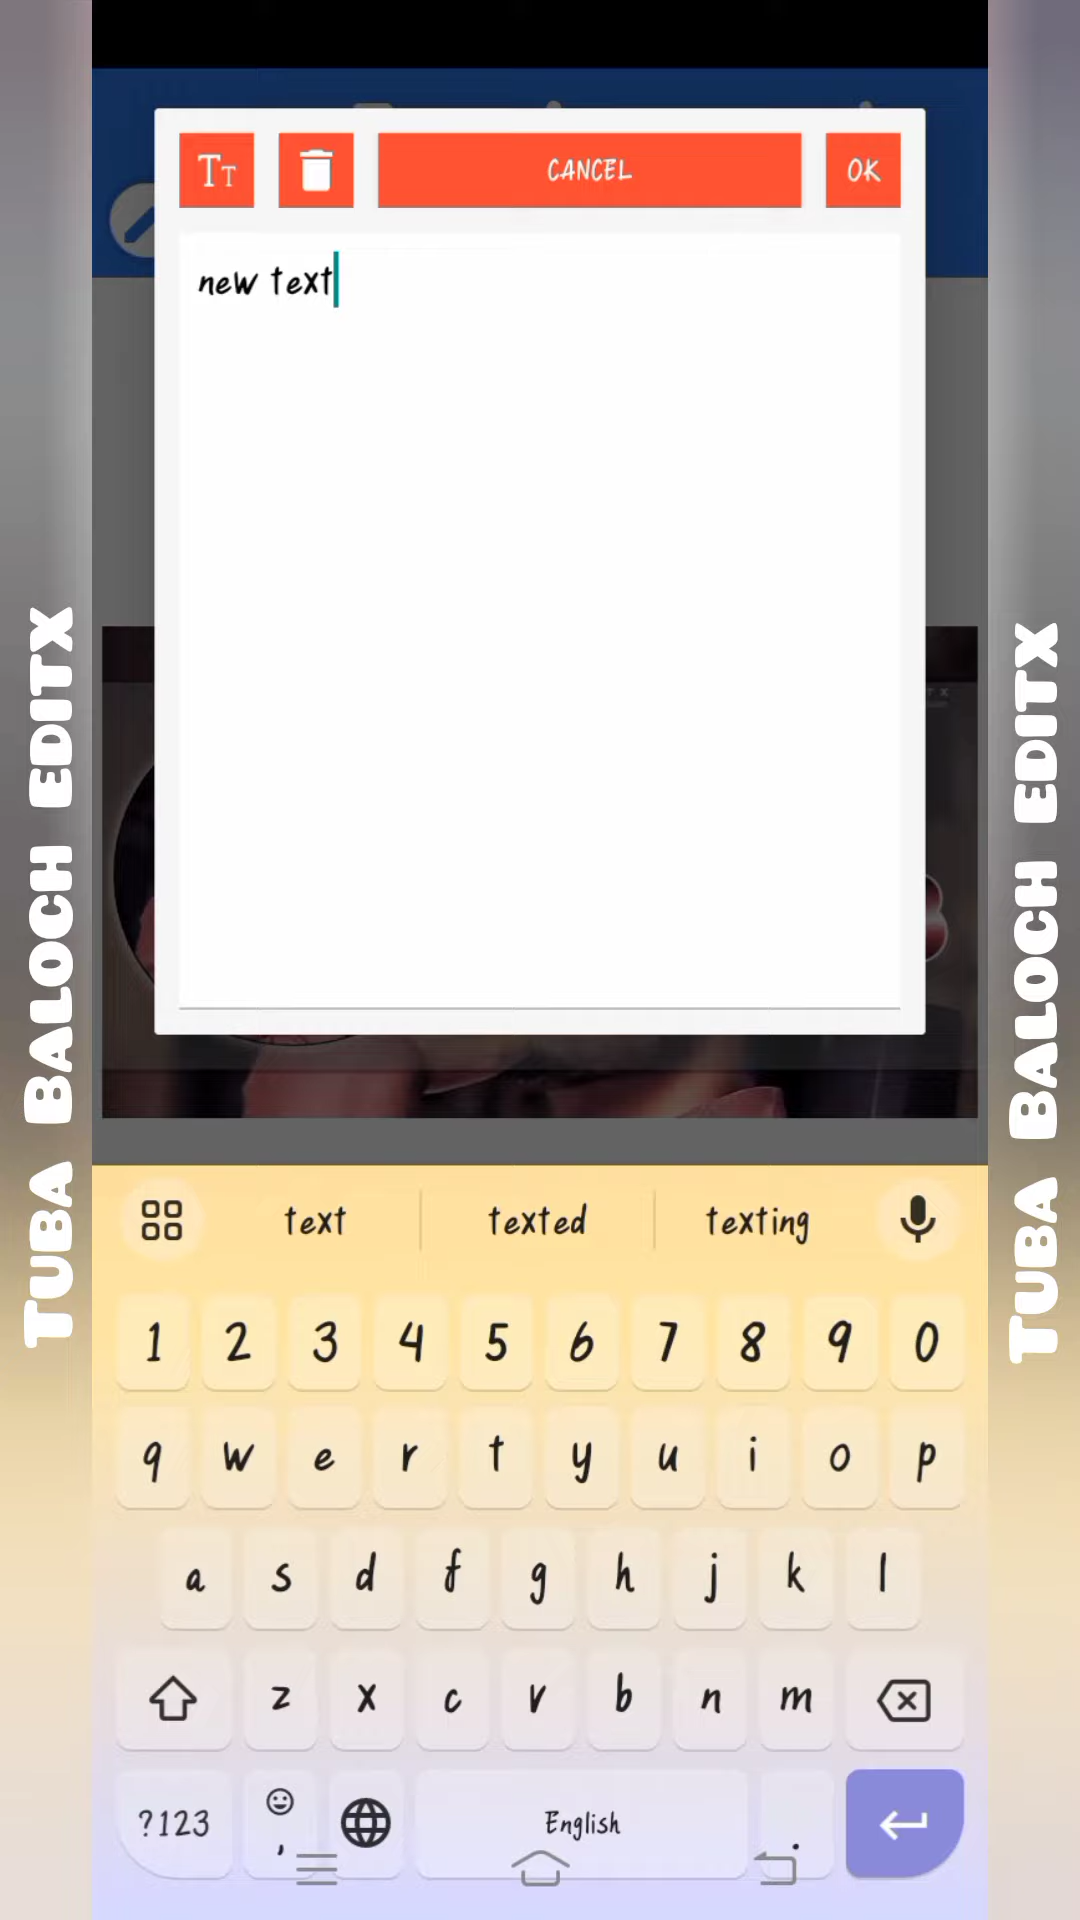 TT
CANCEL
OK
new text
TUBA BALOCH EDITX
TUBA BALOCH EDITX
text
texted
texting
1 2 3 4 5 6 7 8 9 0
q w e r t y u i o p
a s d f g h j k l
z x c v b n m
?123
,
English
.